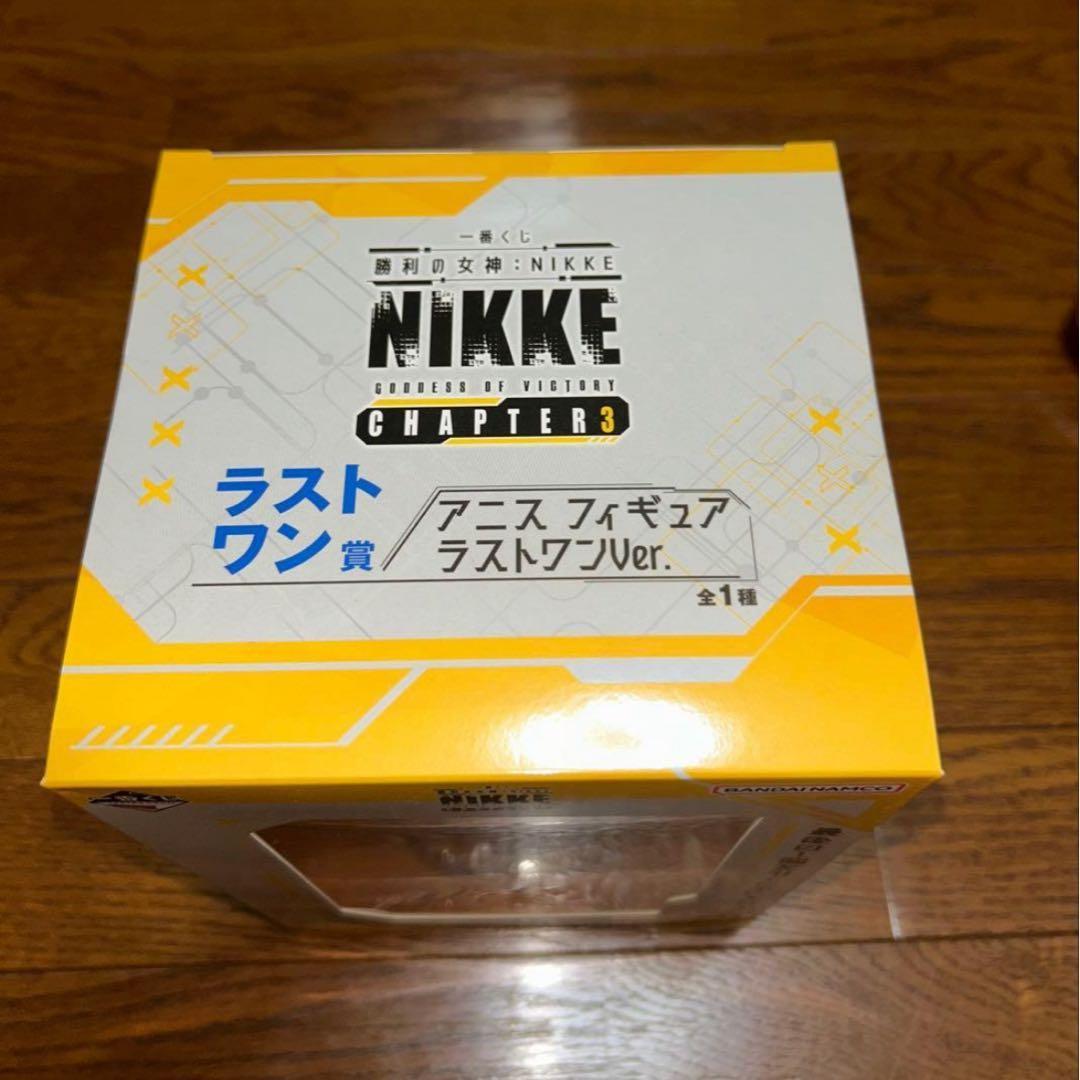 一番くじ
勝利の女神：NIKKE
NIKKE
GODDESS OF VICTORY
CHAPTER3
ラスト
ワン賞
アニス フィギュア
ラストワンVer.
全1種
BANDAI NAMCO